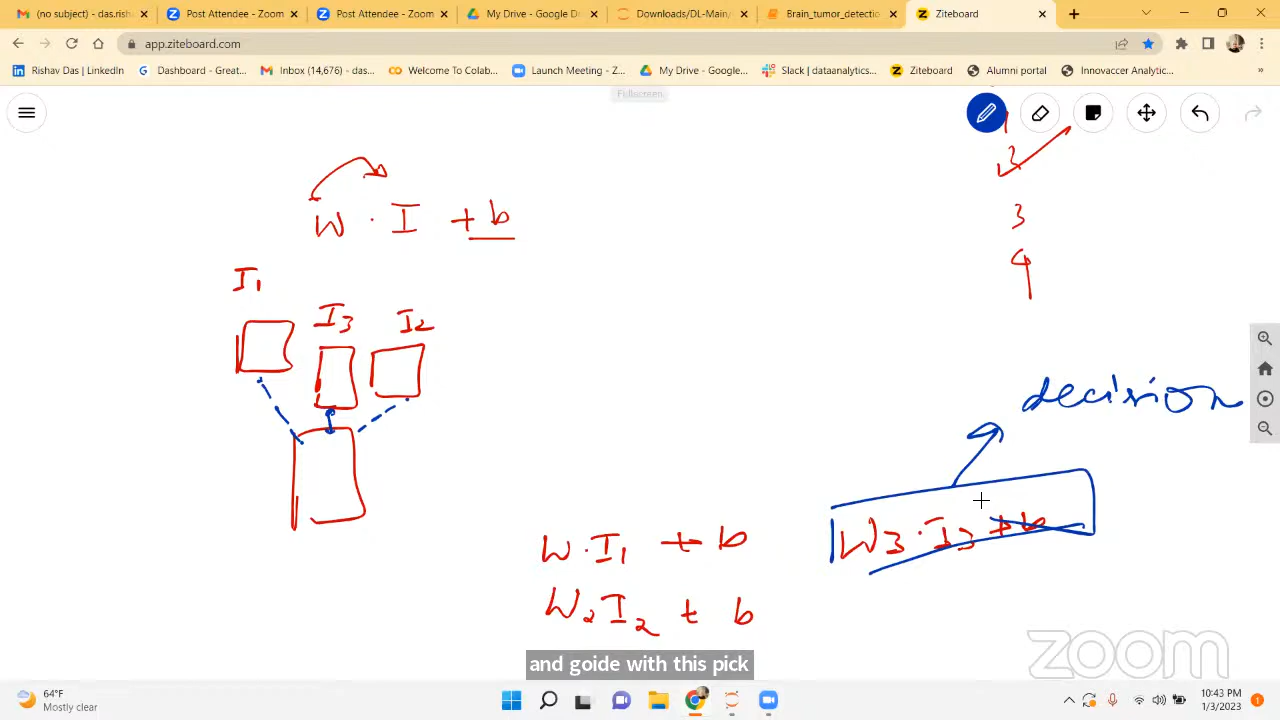 (no subject) - das.rish
Post Attendee - Zoom
Post Attendee - Zoom
My Drive - Google D
Downloads/DL-Main/
Brain_tumor_detectio
Ziteboard
app.ziteboard.com
Rishav Das | LinkedIn
Dashboard - Great...
Inbox (14,676) - das...
Welcome To Colab...
Launch Meeting - Z...
My Drive - Google...
Slack | dataanalytics...
Ziteboard
Alumni portal
Innovaccer Analytic...
Fullscreen
1
3
3
4
W · I + b
I1
I3
I2
decision
W3 · I3 + b
W · I1 + b
W2 I2 + b
and goide with this pick
zoom
64°F
Mostly clear
10:43 PM
1/3/2023
1